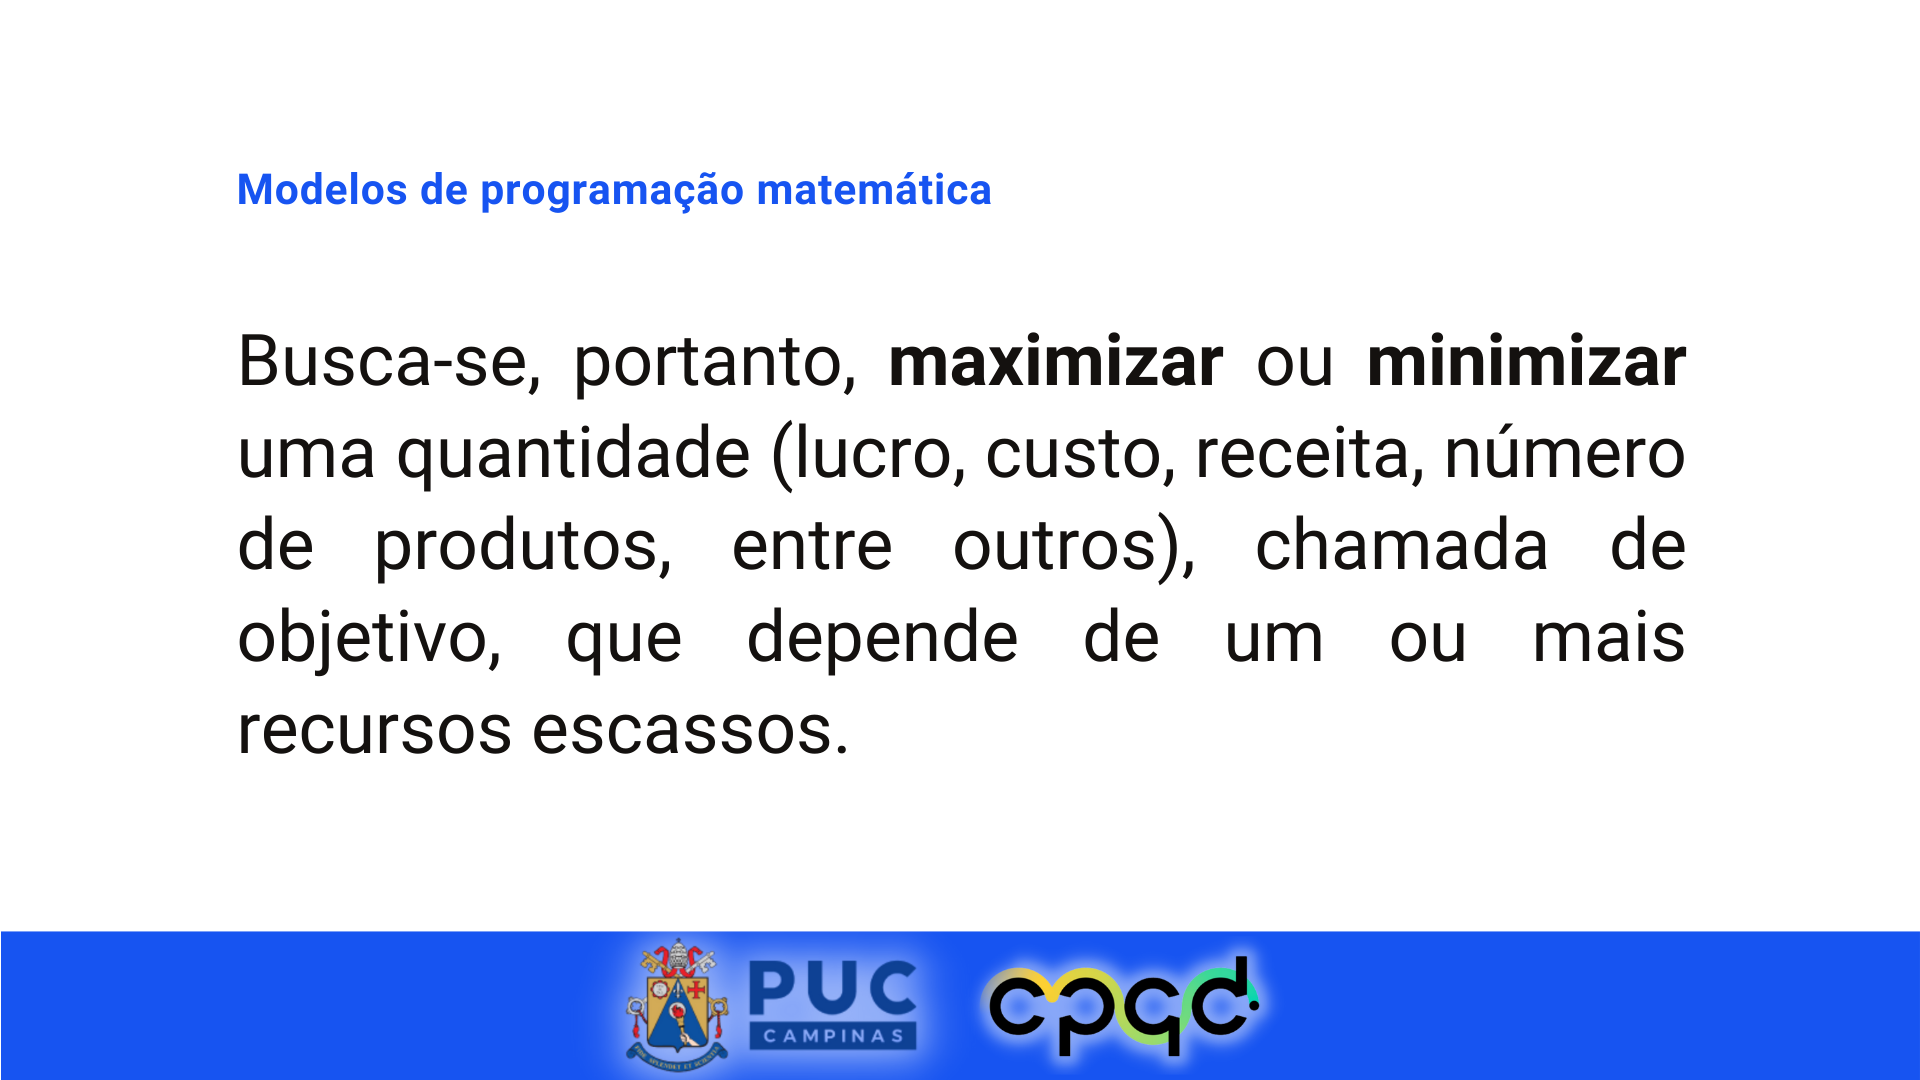 Modelos de programação matemática
Busca-se, portanto, maximizar ou minimizar
uma quantidade (lucro, custo, receita, número
de produtos, entre outros), chamada de
objetivo, que depende de um ou mais
recursos escassos.
PUC
CAMPINAS
cpqd